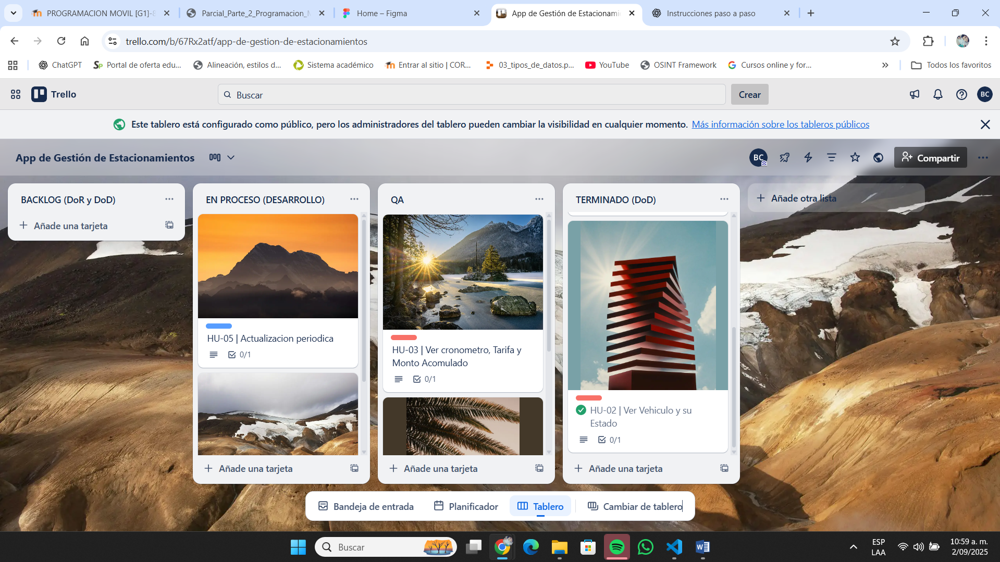 PROGRAMACION MOVIL [G1]-8
Parcial_Parte_2_Programacion_M
Home – Figma
App de Gestión de Estacionami
Instrucciones paso a paso
trello.com/b/67Rx2atf/app-de-gestion-de-estacionamientos
ChatGPT
Portal de oferta edu...
Alineación, estilos d...
Sistema académico
Entrar al sitio | COR...
03_tipos_de_datos.p...
YouTube
OSINT Framework
Cursos online y for...
Todos los favoritos
Trello
Buscar
Crear
BC
Este tablero está configurado como público, pero los administradores del tablero pueden cambiar la visibilidad en cualquier momento. Más información sobre los tableros públicos
App de Gestión de Estacionamientos
BC
Compartir
BACKLOG (DoR y DoD)
Añade una tarjeta
EN PROCESO (DESARROLLO)
HU-05 | Actualizacion periodica
0/1
Añade una tarjeta
QA
HU-03 | Ver cronometro, Tarifa y
Monto Acumulado
0/1
Añade una tarjeta
TERMINADO (DoD)
HU-02 | Ver Vehiculo y su
Estado
0/1
Añade una tarjeta
Añade otra lista
Bandeja de entrada
Planificador
Tablero
Cambiar de tablero
Buscar
ESP
LAA
10:59 a. m.
2/09/2025